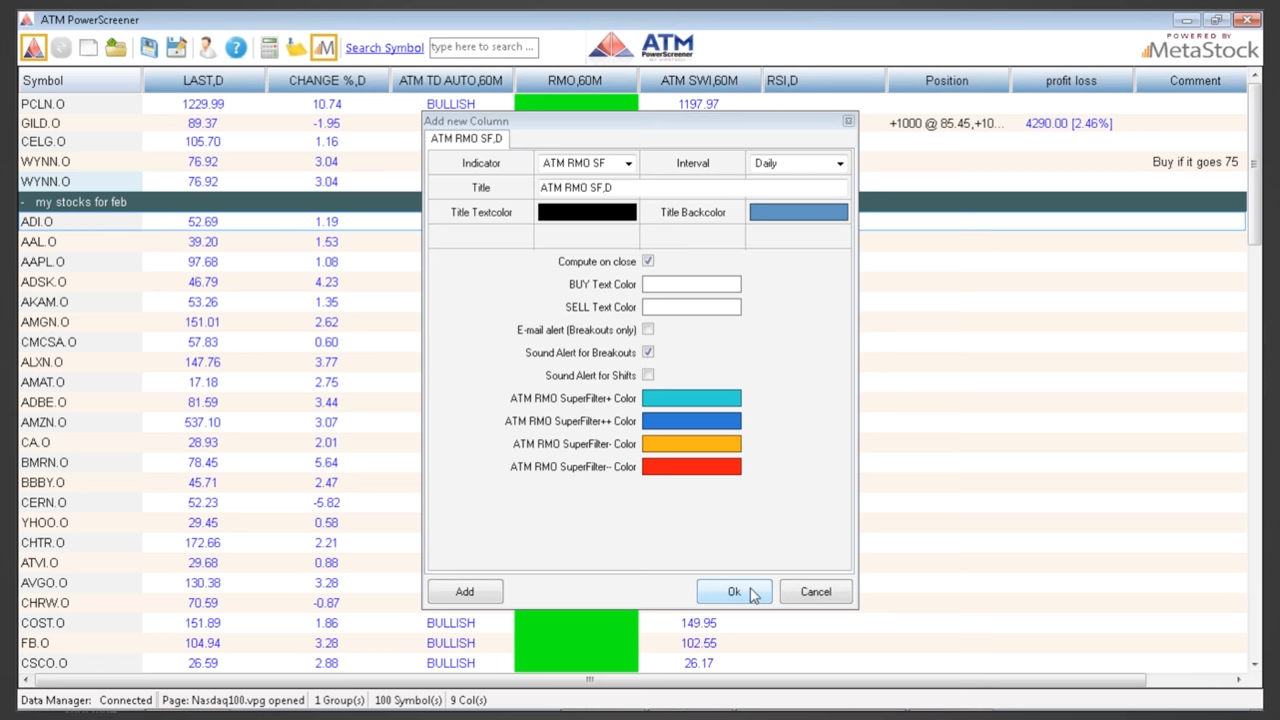 ATM PowerScreener
Search Symbol type here to search ... ATM PowerScreener POWERED BY MetaStock
Symbol LAST,D CHANGE %,D ATM TD AUTO,60M RMO,60M ATM SWI,60M RSI,D Position profit loss Comment
PCLN.O 1229.99 10.74 BULLISH 1197.97
Add new Column
GILD.O 89.37 -1.95 +1000 @ 85.45,+10... 4290.00 [2.46%]
ATM RMO SF,D
CELG.O 105.70 1.16
WYNN.O 76.92 3.04 Buy if it goes 75
Indicator ATM RMO SF Interval Daily
WYNN.O 76.92 3.04
Title ATM RMO SF,D
- my stocks for feb
Title Textcolor Title Backcolor
ADI.O 52.69 1.19
AAL.O 39.20 1.53
AAPL.O 97.68 1.08
Compute on close
ADSK.O 46.79 4.23
BUY Text Color
AKAM.O 53.26 1.35
SELL Text Color
AMGN.O 151.01 2.62
E-mail alert (Breakouts only)
CMCSA.O 57.83 0.60
Sound Alert for Breakouts
ALXN.O 147.76 3.77
Sound Alert for Shifts
AMAT.O 17.18 2.75
ATM RMO SuperFilter+ Color
ADBE.O 81.59 3.44
ATM RMO SuperFilter++ Color
AMZN.O 537.10 3.07
CA.O 28.93 2.01
ATM RMO SuperFilter- Color
BMRN.O 78.45 5.64
ATM RMO SuperFilter-- Color
BBBY.O 45.71 2.47
CERN.O 52.23 -5.82
YHOO.O 29.45 0.58
CHTR.O 172.66 2.21
ATVI.O 29.68 0.88
AVGO.O 130.38 3.28
Add Ok Cancel
CHRW.O 70.59 -0.87
COST.O 151.89 1.86 BULLISH 149.95
FB.O 104.94 3.28 BULLISH 102.55
CSCO.O 26.59 2.88 BULLISH 26.17
Data Manager: Connected Page: Nasdaq100.vpg opened 1 Group(s) 100 Symbol(s) 9 Col(s)